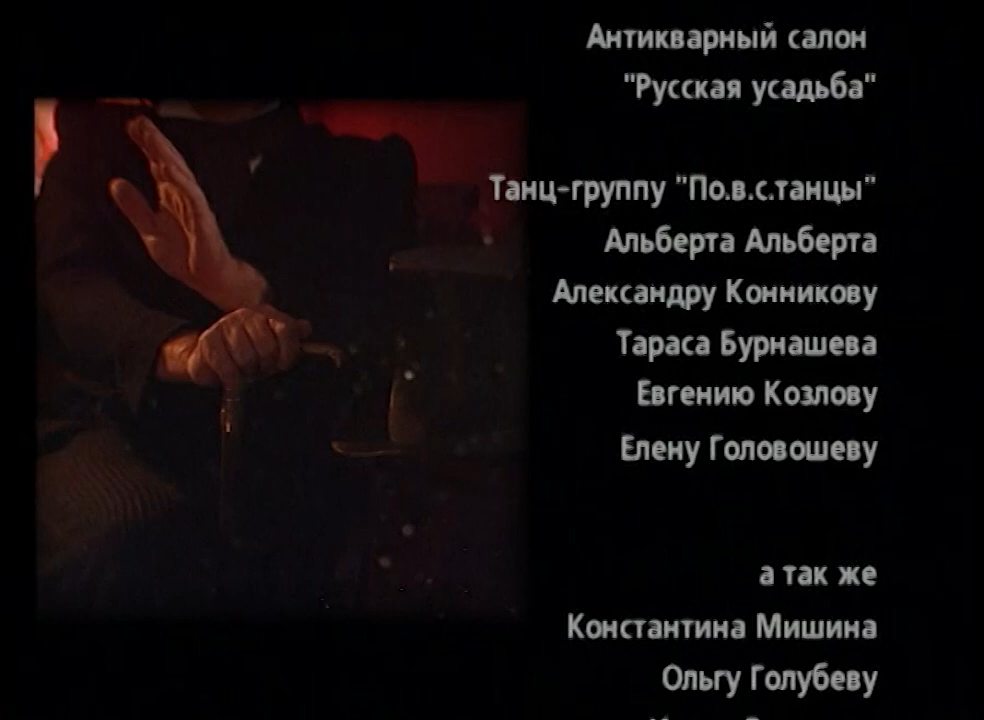 Антикварный салон
"Русская усадьба"
Танц-группу "По.в.с.танцы"
Альберта Альберта
Александру Конникову
Тараса Бурнашева
Евгению Козлову
Елену Головошеву
а так же
Константина Мишина
Ольгу Голубеву